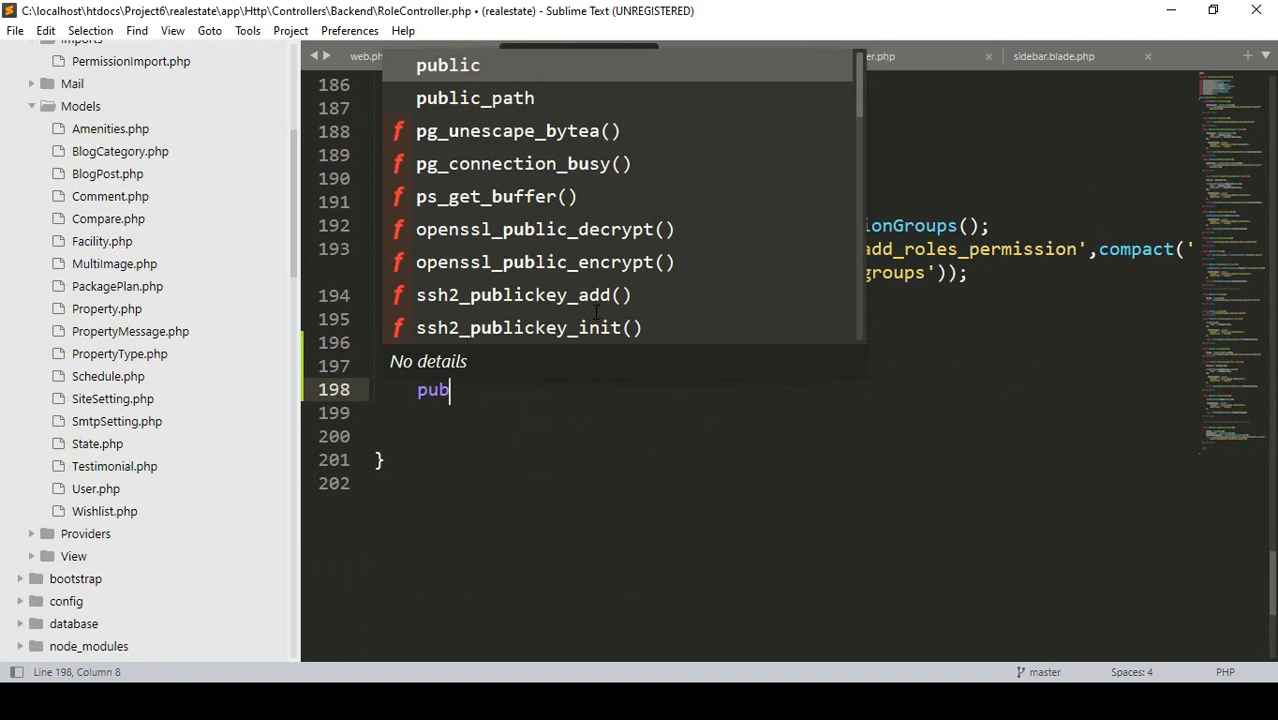 C:\localhost\htdocs\Project6\realestate\app\Http\Controllers\Backend\RoleController.php • (realestate) - Sublime Text (UNREGISTERED)
File Edit Selection Find View Goto Tools Project Preferences Help
Imports
PermissionImport.php
Mail
Models
Amenities.php
BlogCategory.php
BlogPost.php
Comment.php
Compare.php
Facility.php
MultiImage.php
PackagePlan.php
Property.php
PropertyMessage.php
PropertyType.php
Schedule.php
SiteSetting.php
SmtpSetting.php
State.php
Testimonial.php
User.php
Wishlist.php
Providers
View
bootstrap
config
database
node_modules
web.ph
er.php
sidebar.blade.php
public
public_path
f pg_unescape_bytea()
f pg_connection_busy()
f ps_get_buffer()
f openssl_public_decrypt()
f openssl_public_encrypt()
f ssh2_publickey_add()
f ssh2_publickey_init()
No details
186
187
188
189
190
191
192 ionGroups();
193 add_roles_permission',compact('
groups'));
194
195
196
197
198 pub
199
200
201 }
202
Line 198, Column 8
master
Spaces: 4
PHP